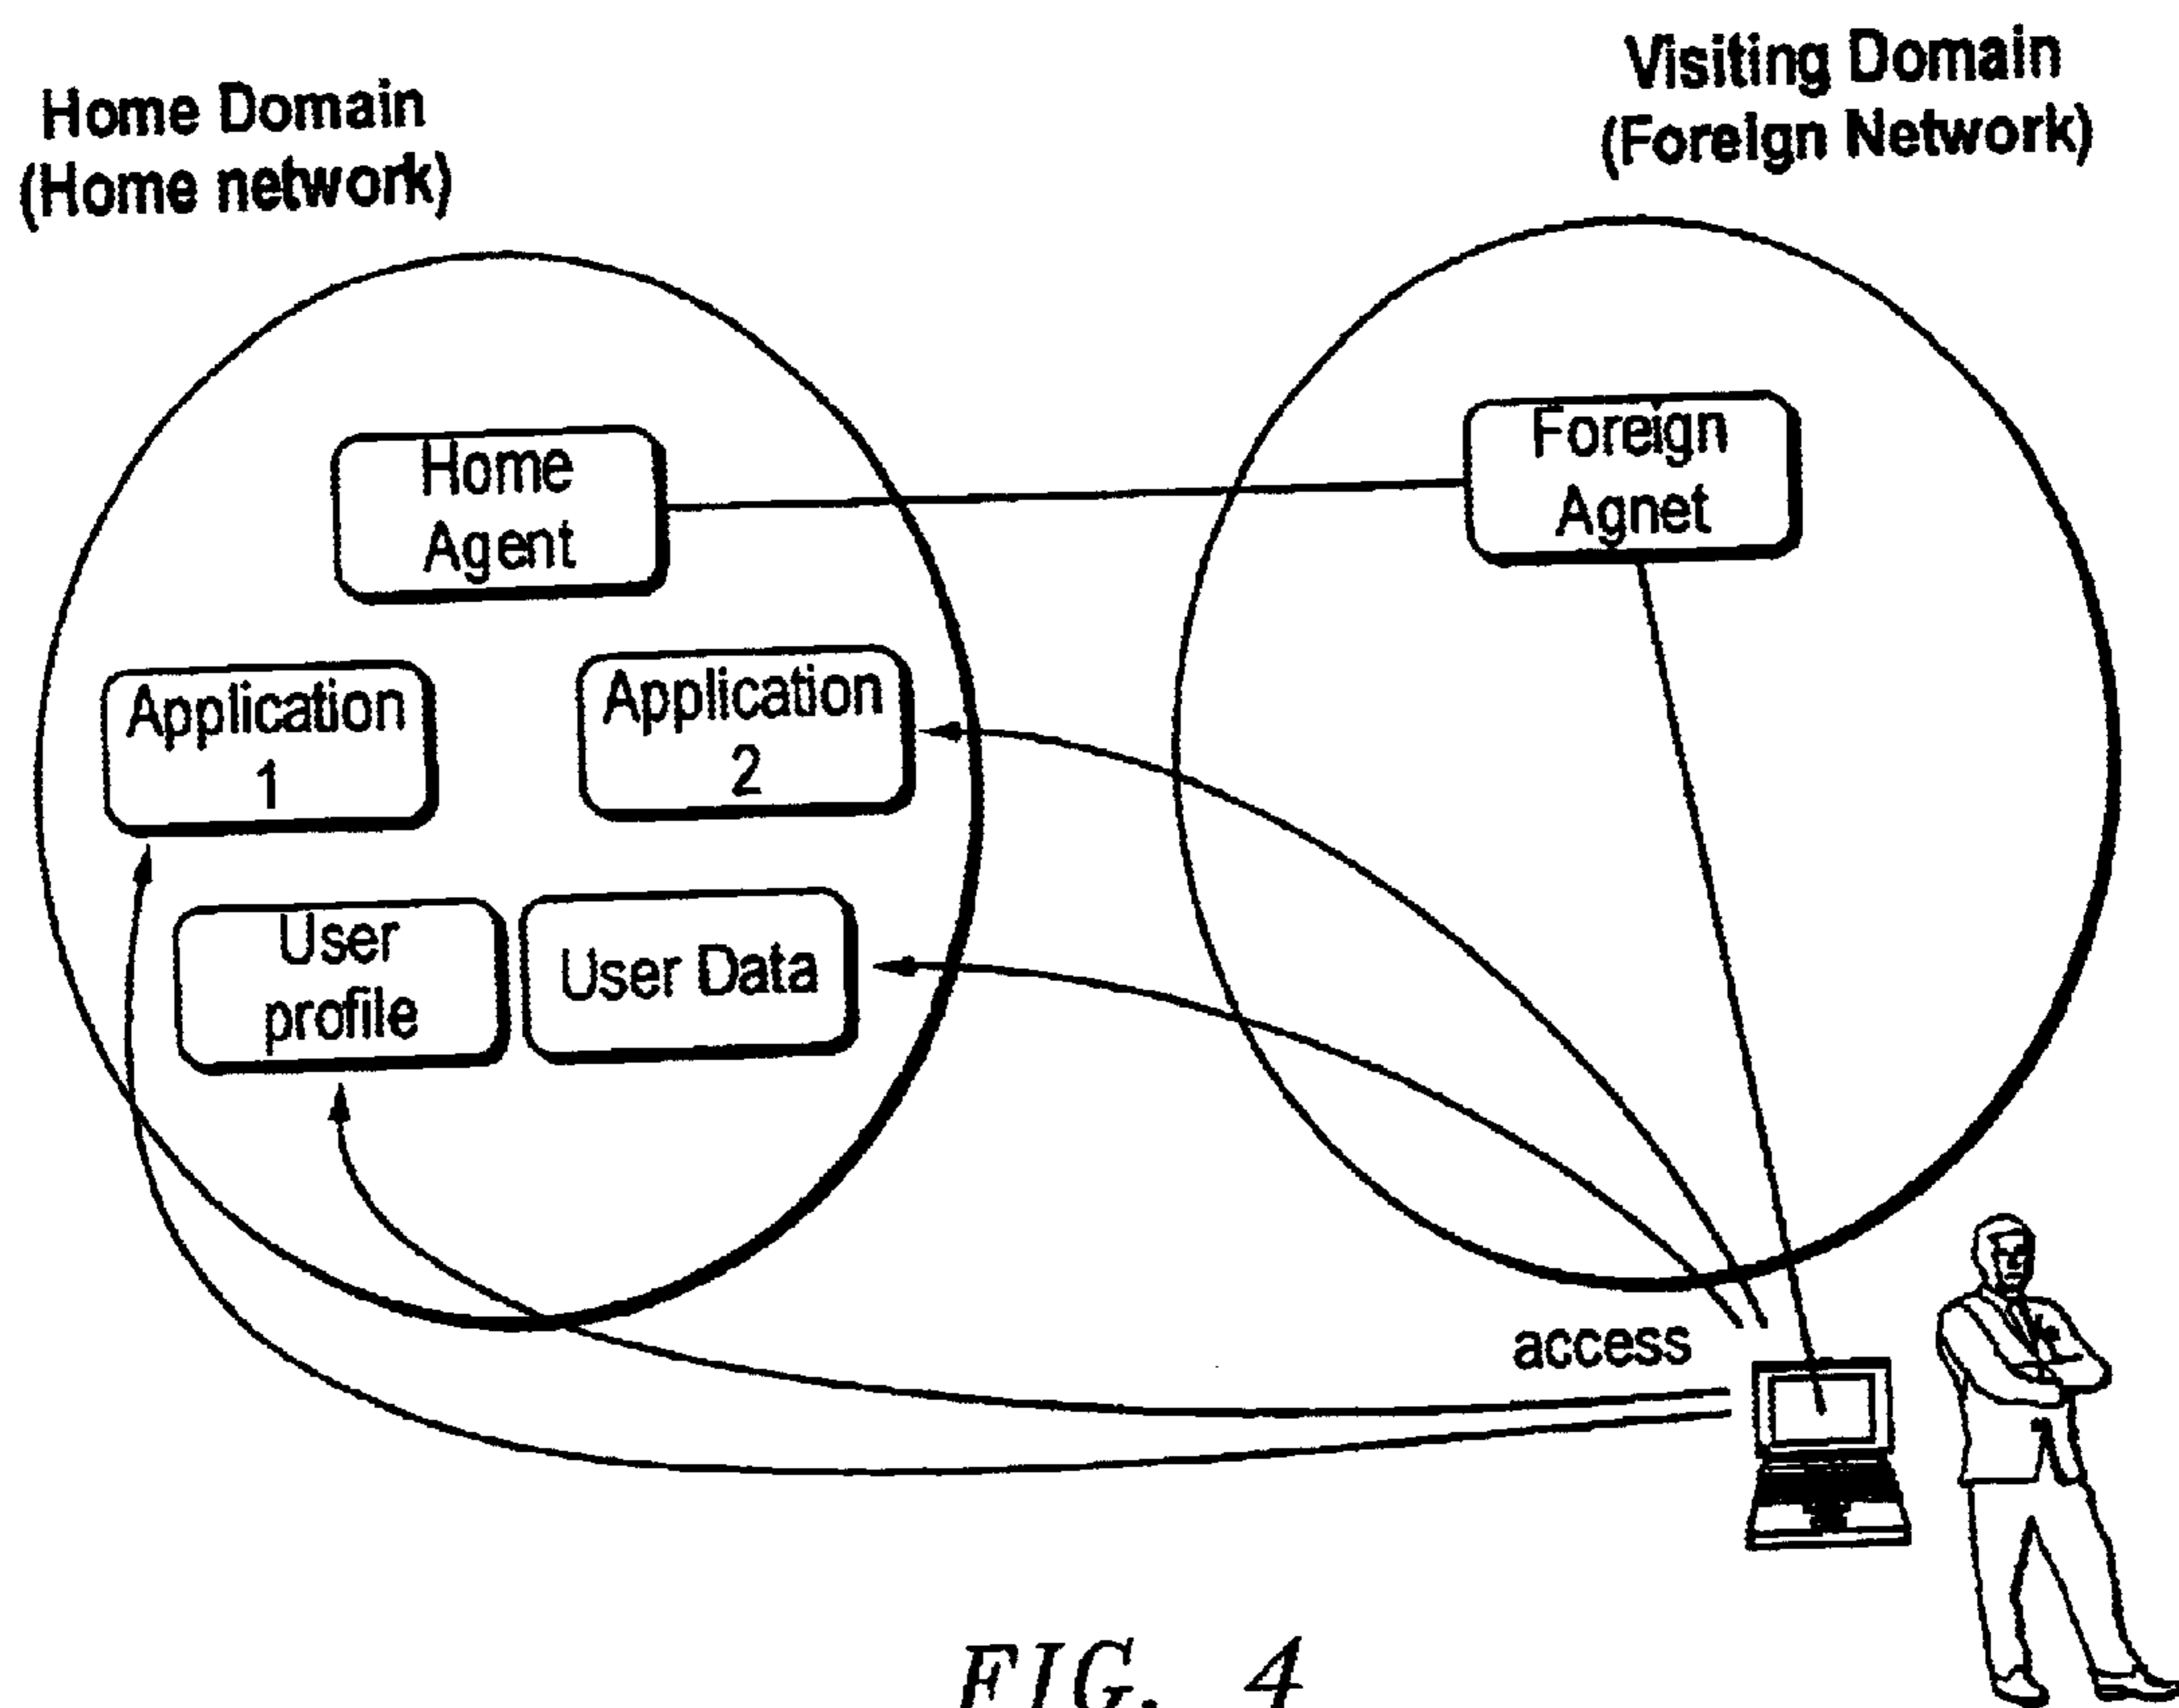 Home Domain
(Home network)
Visiting Domain
(Foreign Network)
Home
Agent
Foreign
Agnet
Application
1
Application
2
User
profile
User Data
access
FIG. 4